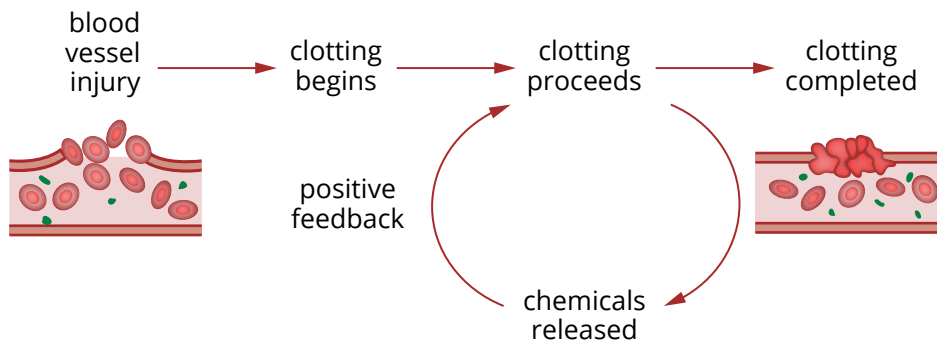 blood
vessel
injury
clotting
begins
clotting
proceeds
clotting
completed
positive
feedback
chemicals
released